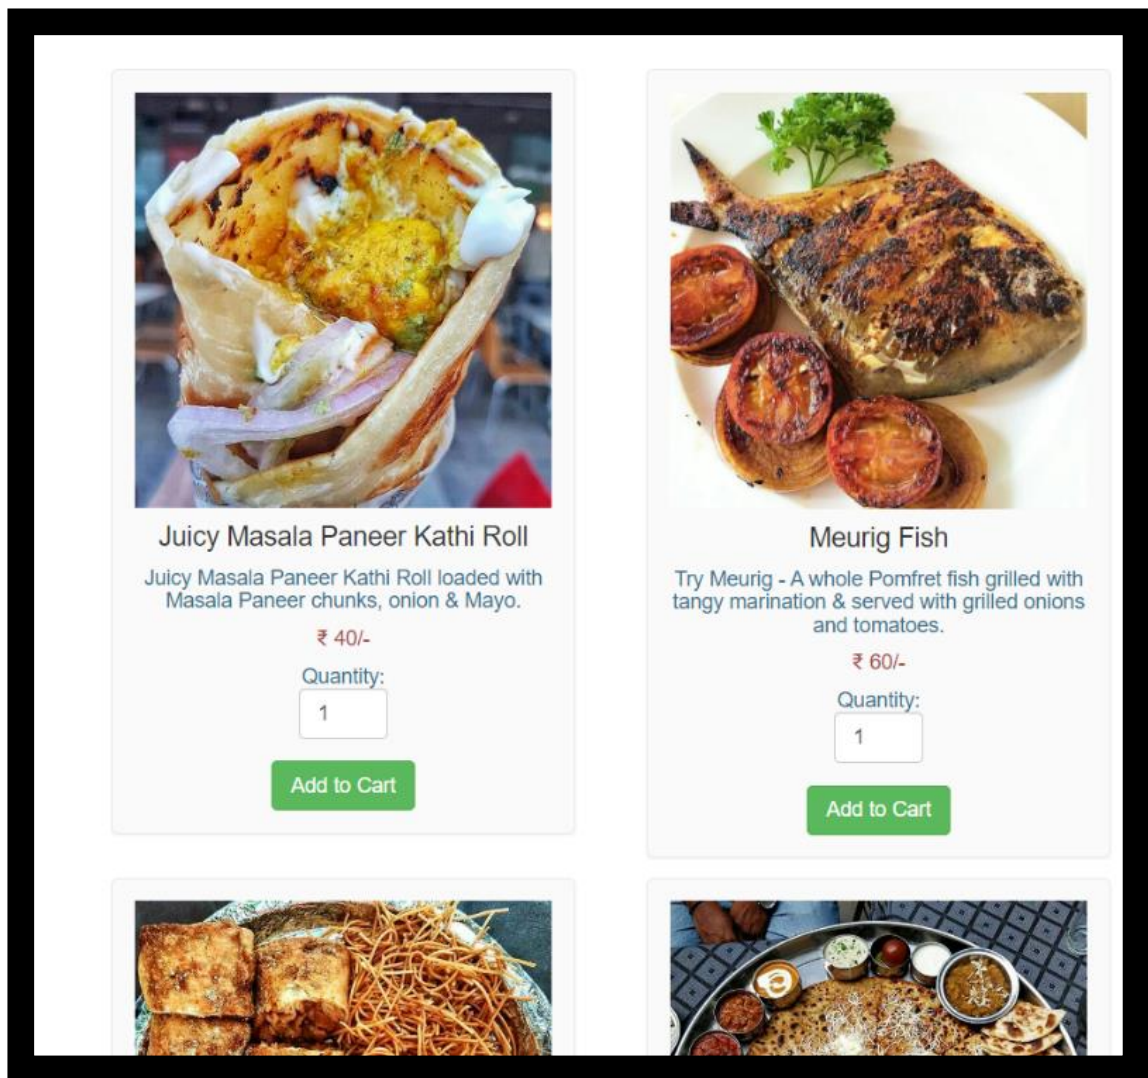 Juicy Masala Paneer Kathi Roll
Juicy Masala Paneer Kathi Roll loaded with
Masala Paneer chunks, onion & Mayo.
₹ 40/-
Quantity:
1
Add to Cart
Meurig Fish
Try Meurig - A whole Pomfret fish grilled with
tangy marination & served with grilled onions
and tomatoes.
₹ 60/-
Quantity:
1
Add to Cart